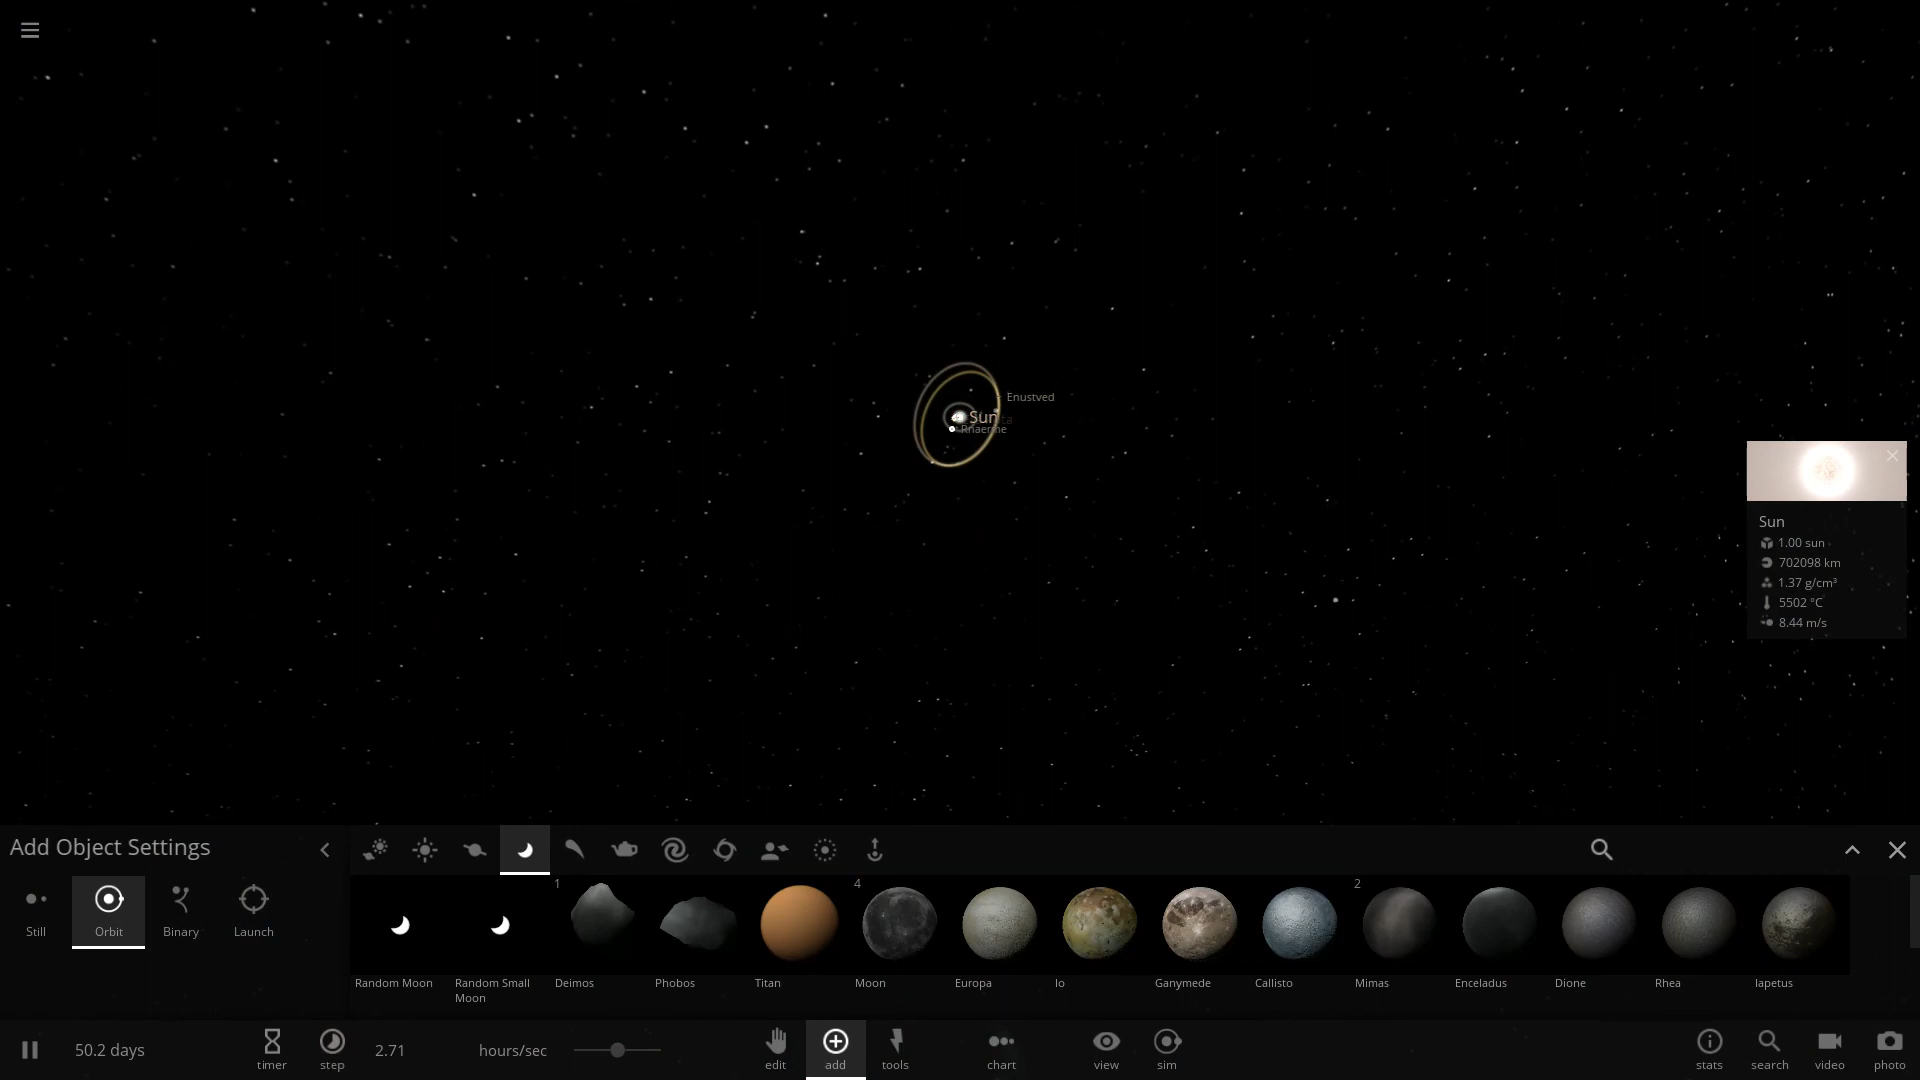 Enustved
Sun
Rhaerine
Sun
1.00 sun
702098 km
1.37 g/cm³
5502 °C
8.44 m/s
Add Object Settings
1
4
2
Still
Orbit
Binary
Launch
Random Moon
Random Small
Moon
Deimos
Phobos
Titan
Moon
Europa
Io
Ganymede
Callisto
Mimas
Enceladus
Dione
Rhea
Iapetus
50.2 days
timer
step
2.71
hours/sec
edit
add
tools
chart
view
sim
stats
search
video
photo